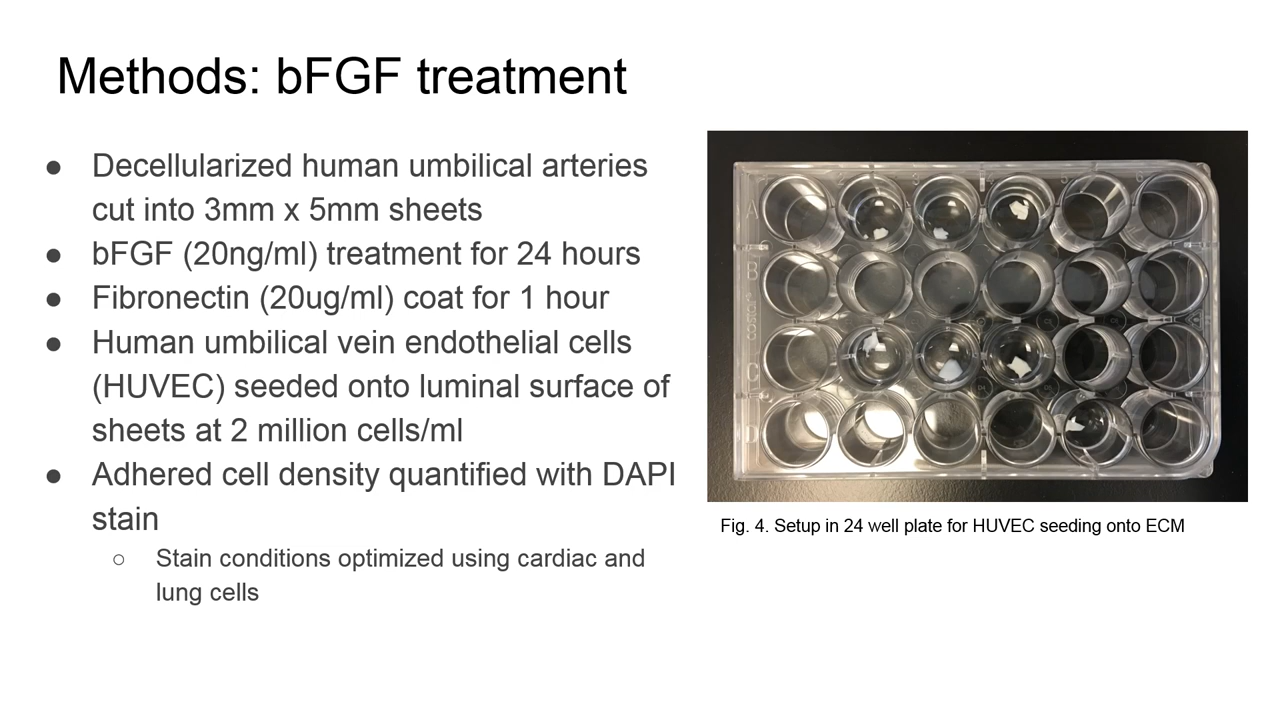 Methods: bFGF treatment
● Decellularized human umbilical arteries
cut into 3mm x 5mm sheets
● bFGF (20ng/ml) treatment for 24 hours
● Fibronectin (20ug/ml) coat for 1 hour
● Human umbilical vein endothelial cells
(HUVEC) seeded onto luminal surface of
sheets at 2 million cells/ml
● Adhered cell density quantified with DAPI
stain
○ Stain conditions optimized using cardiac and
lung cells
A
B
C
D
Fig. 4. Setup in 24 well plate for HUVEC seeding onto ECM